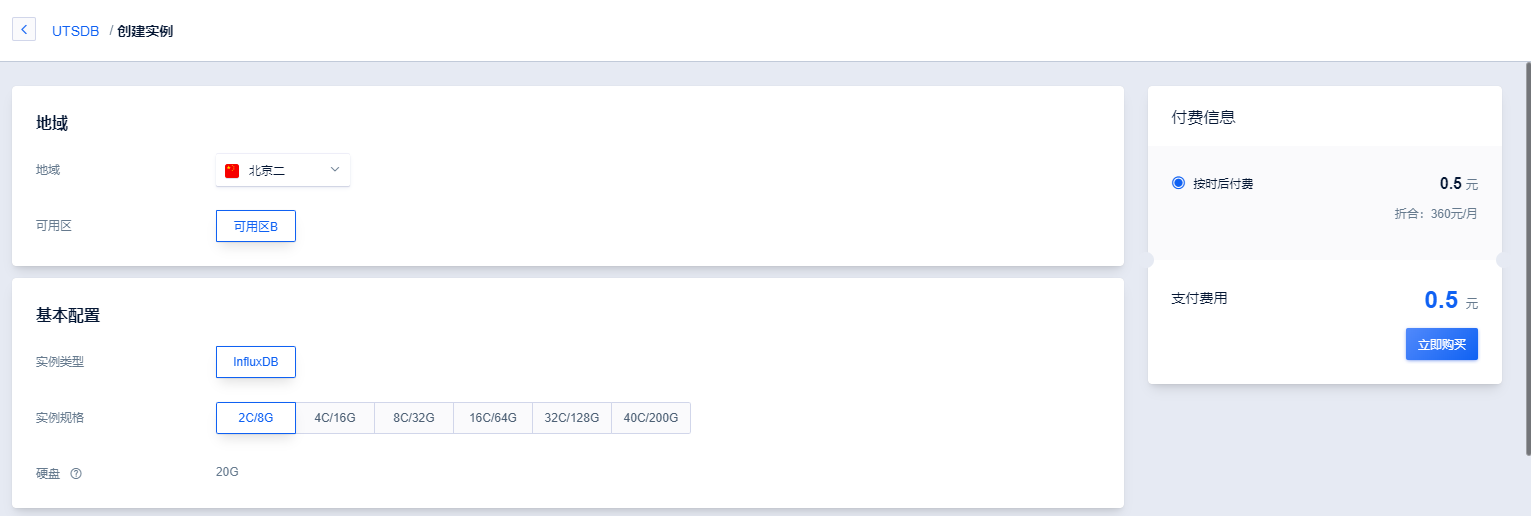 UTSDB / 创建实例
地域
地域 北京二
可用区 可用区B
基本配置
实例类型 InfluxDB
实例规格 2C/8G 4C/16G 8C/32G 16C/64G 32C/128G 40C/200G
硬盘 20G
付费信息
按时后付费 0.5 元
折合：360元/月
支付费用 0.5 元
立即购买